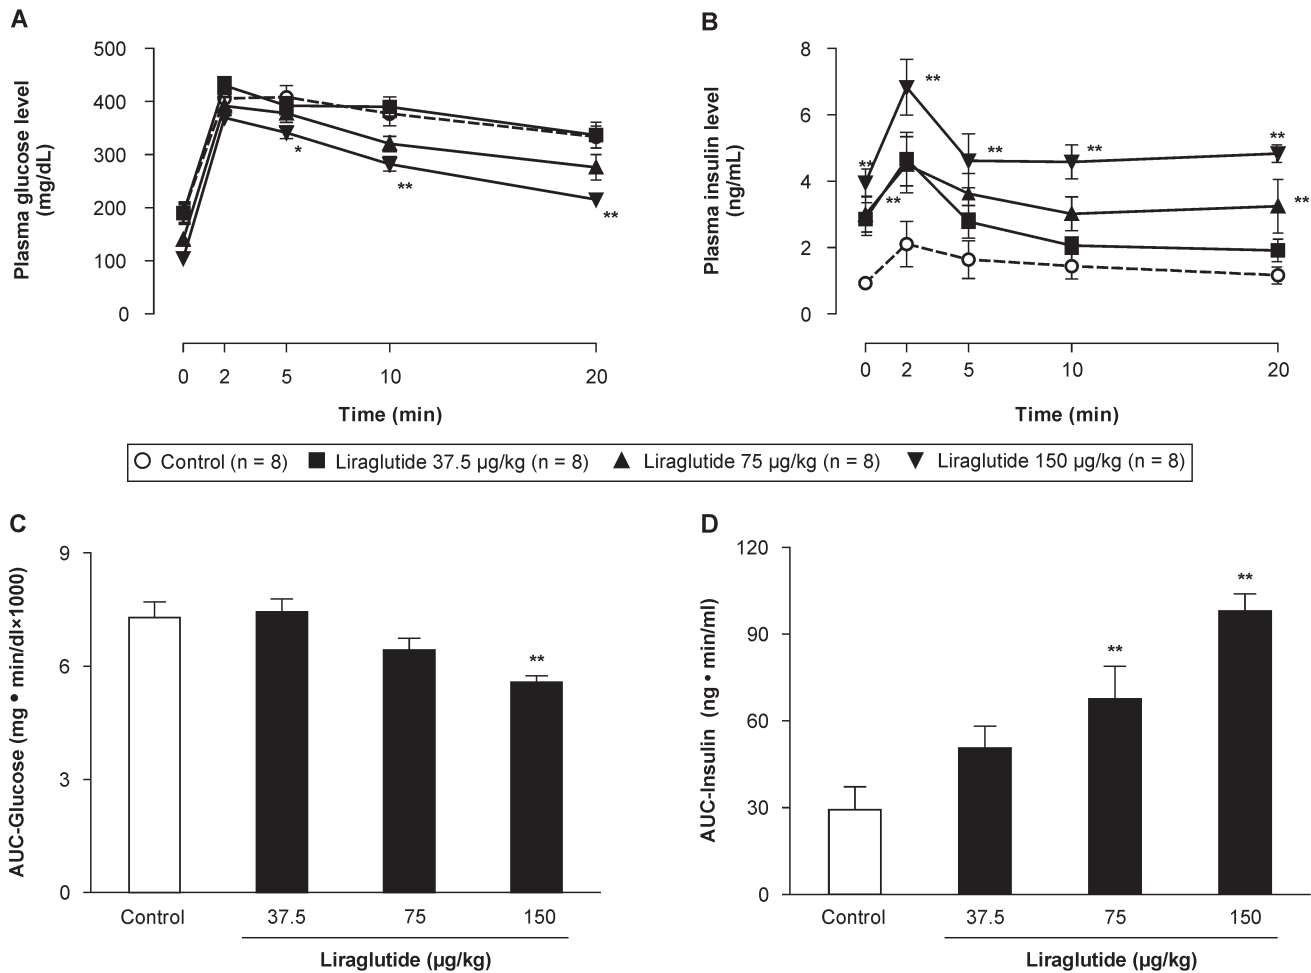 A
500
400
300
200
100
0
Plasma glucose level
(mg/dL)
*
**
**
0 2 5 10 20
Time (min)
B
8
6
4
2
0
Plasma insulin level
(ng/mL)
**
**
**
**
**
**
**
0 2 5 10 20
Time (min)
Control (n = 8) Liraglutide 37.5 µg/kg (n = 8) Liraglutide 75 µg/kg (n = 8) Liraglutide 150 µg/kg (n = 8)
C
9
6
3
0
AUC-Glucose (mg • min/dl×1000)
**
Control 37.5 75 150
Liraglutide (µg/kg)
D
120
90
60
30
0
AUC-Insulin (ng • min/ml)
**
**
Control 37.5 75 150
Liraglutide (µg/kg)